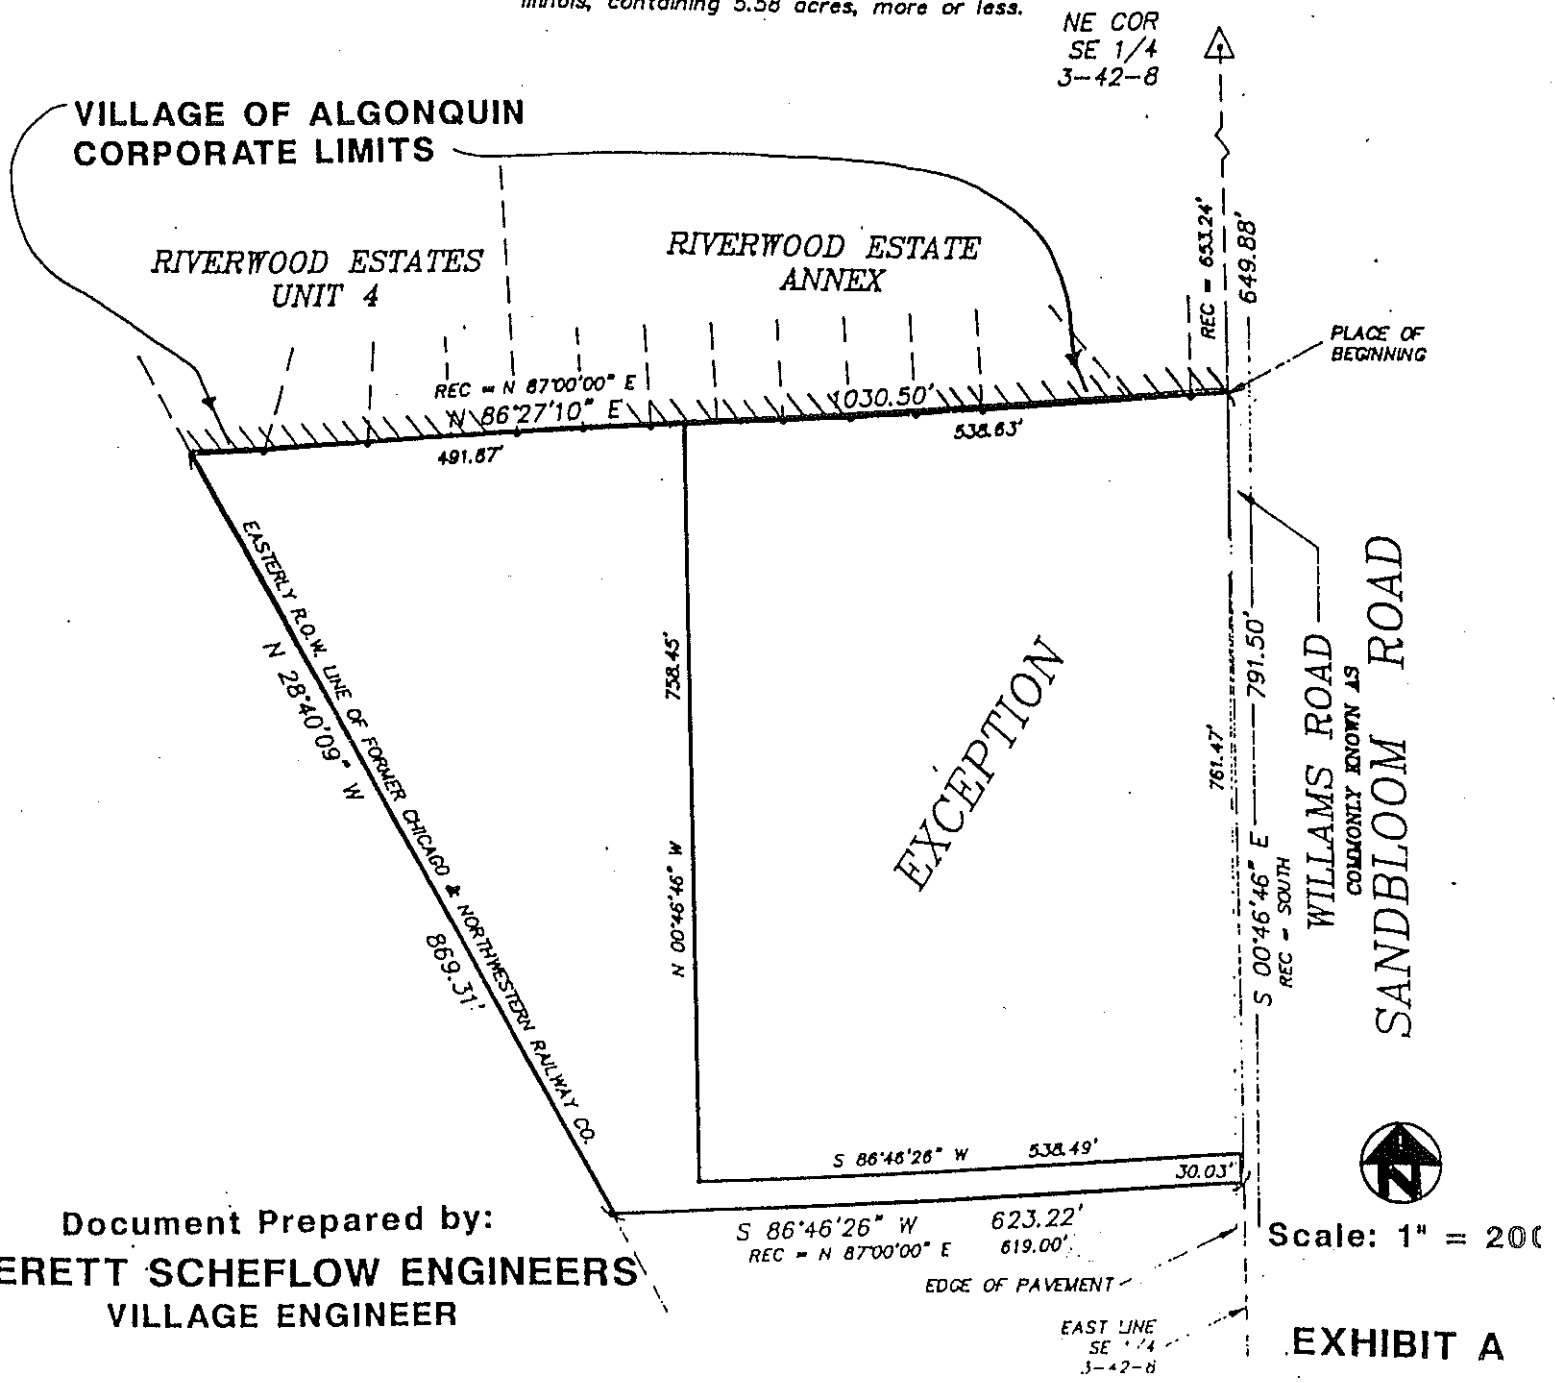 Illinois, containing 5.58 acres, more or less.
NE COR
SE 1/4
3-42-8
VILLAGE OF ALGONQUIN
CORPORATE LIMITS
RIVERWOOD ESTATES
UNIT 4
RIVERWOOD ESTATE
ANNEX
REC = 653.24'
649.88'
PLACE OF
BEGINNING
REC = N 87°00'00" E
N 86°27'10" E
1030.50'
491.87'
538.63'
EASTERLY R.O.W. LINE OF FORMER CHICAGO & NORTHWESTERN RAILWAY CO.
N 28°40'09" W
869.31'
758.45'
N 00°46'46" W
EXCEPTION
761.47'
791.50'
S 00°46'46" E
REC = SOUTH
WILLAMS ROAD
COMMONLY KNOWN AS
SANDBLOOM ROAD
S 86°46'26" W
538.49'
30.03'
S 86°46'26" W
623.22'
REC = N 87°00'00" E
619.00'
N
Scale: 1" = 200
EDGE OF PAVEMENT
Document Prepared by:
ERETT SCHEFLOW ENGINEERS
VILLAGE ENGINEER
EAST LINE
SE 1/4
3-42-8
EXHIBIT A